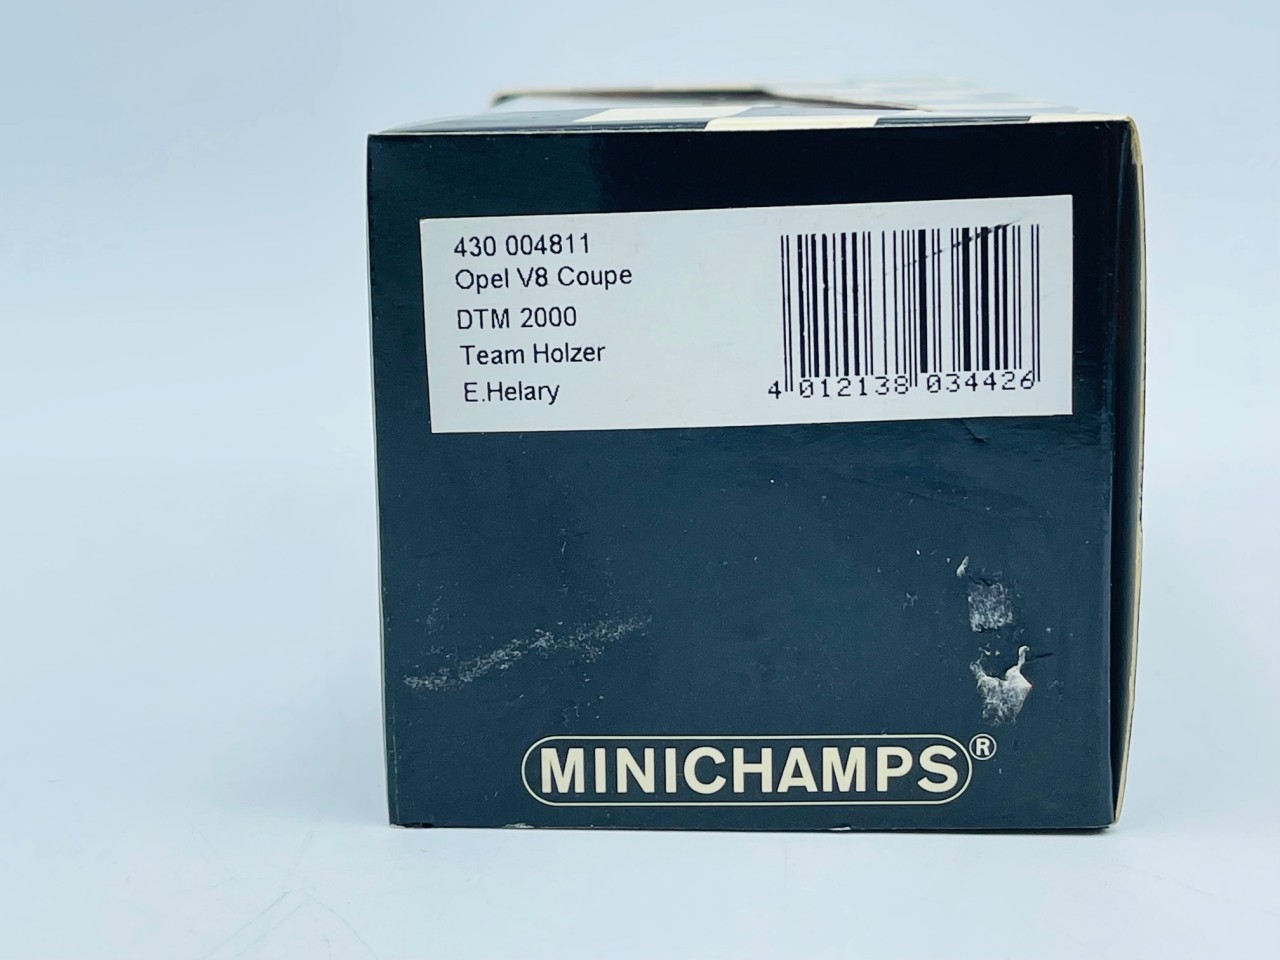 430 004811
Opel V8 Coupe
DTM 2000
Team Holzer
E.Helary
4 012138 034426
MINICHAMPS®